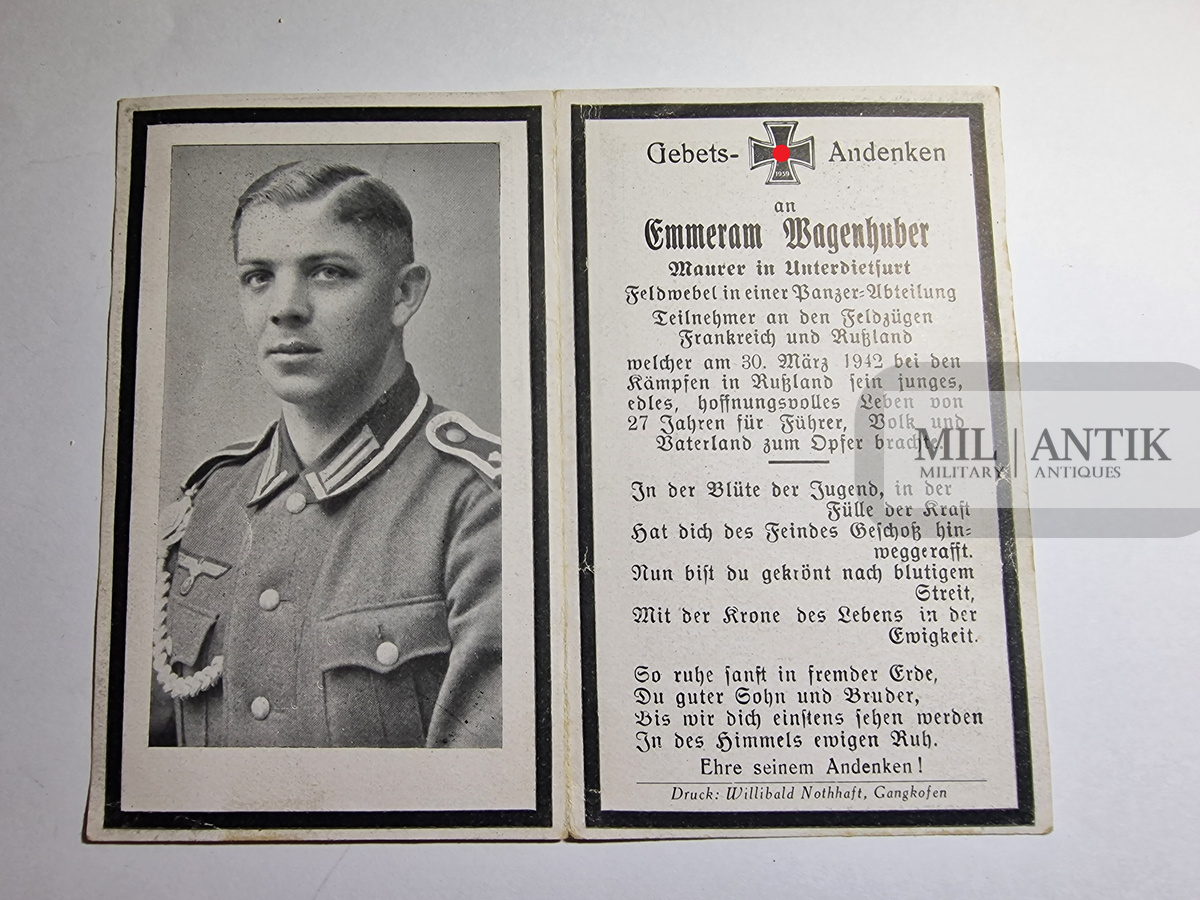 Gebets- Andenken
1939
an
Emmeram Wagenhuber
Maurer in Unterdietfurt
Feldwebel in einer Panzer-Abteilung
Teilnehmer an den Feldzügen
Frankreich und Rußland
welcher am 30. März 1942 bei den
Kämpfen in Rußland sein junges,
edles, hoffnungsvolles Leben von
27 Jahren für Führer, Volk und
Vaterland zum Opfer brachte.
MIL | ANTIK
MILITARY ANTIQUES
In der Blüte der Jugend, in der
Fülle der Kraft
Hat dich des Feindes Geschoß hin-
weggerafft.
Nun bist du gekrönt nach blutigem
Streit,
Mit der Krone des Lebens in der
Ewigkeit.
So ruhe sanft in fremder Erde,
Du guter Sohn und Bruder,
Bis wir dich einstens sehen werden
In des Himmels ewigen Ruh.
Ehre seinem Andenken!
Druck: Willibald Nothhaft, Gangkofen